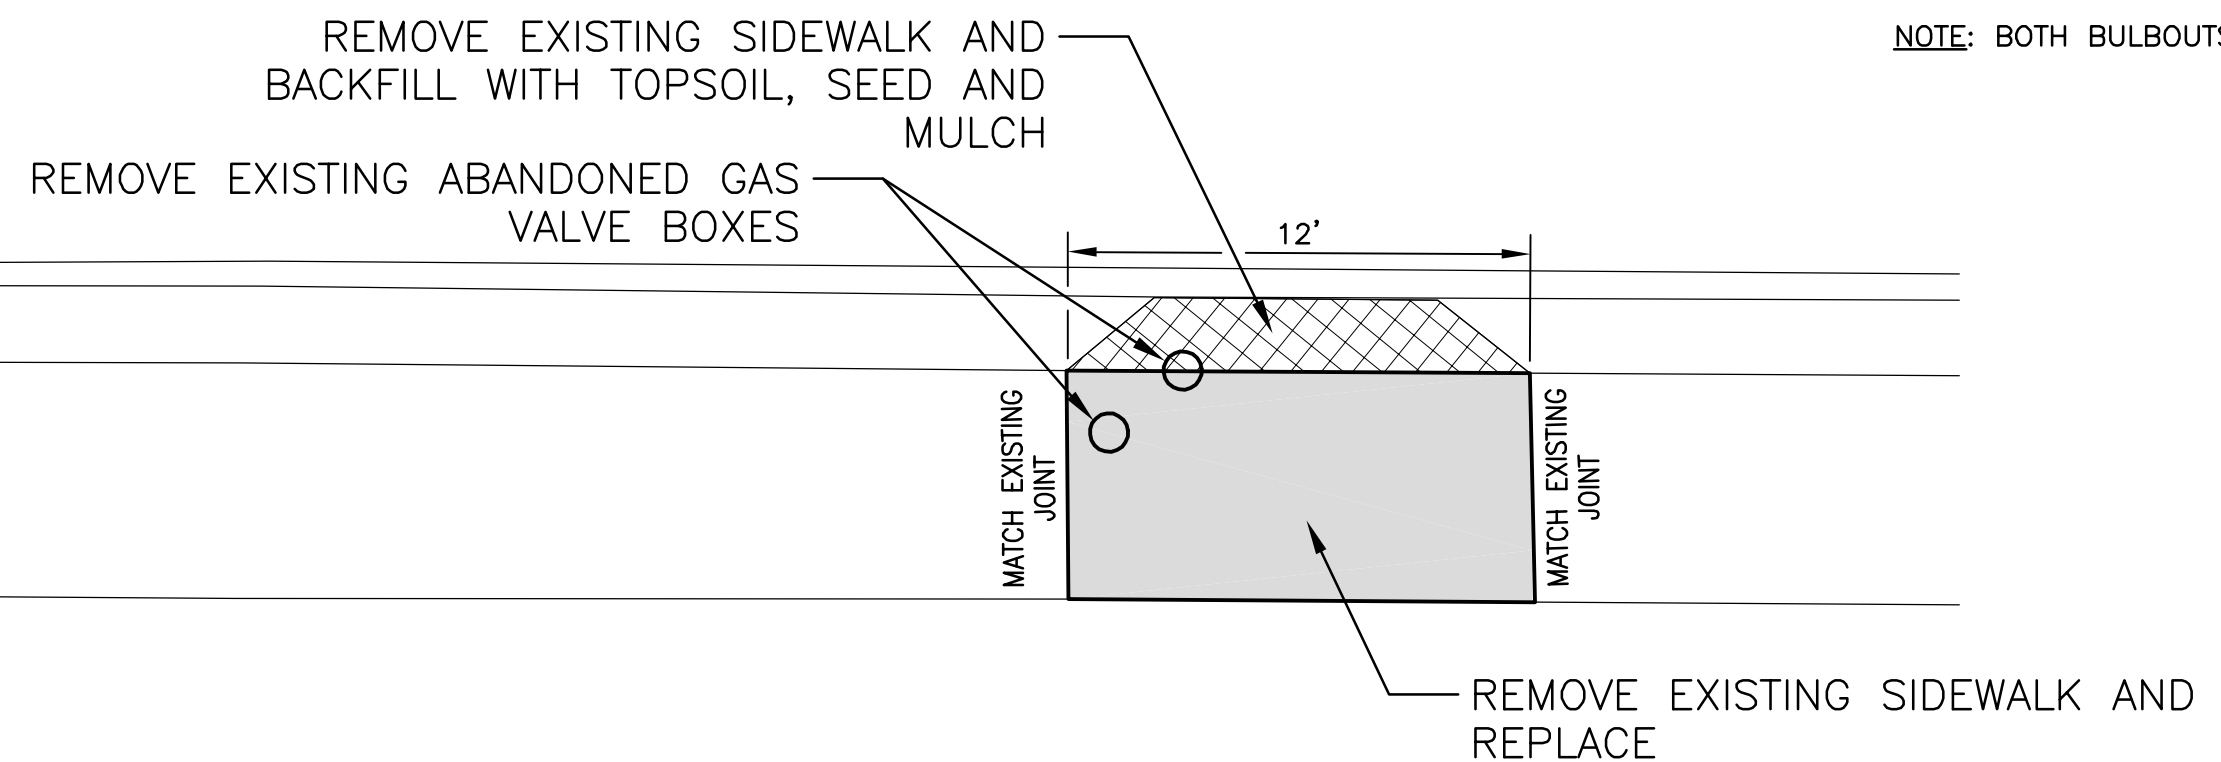 REMOVE EXISTING SIDEWALK AND
BACKFILL WITH TOPSOIL, SEED AND
MULCH
NOTE: BOTH BULBOUTS
REMOVE EXISTING ABANDONED GAS
VALVE BOXES
12'
MATCH EXISTING
JOINT
MATCH EXISTING
JOINT
REMOVE EXISTING SIDEWALK AND
REPLACE